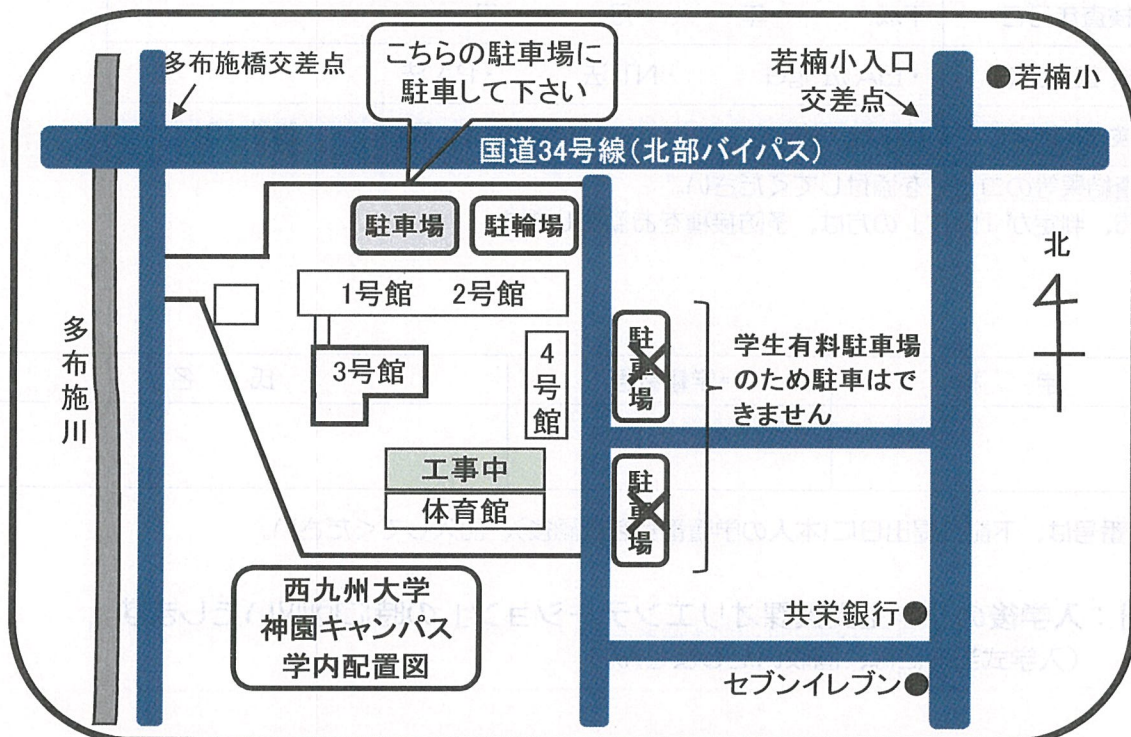 多布施橋交差点
こちらの駐車場に
駐車して下さい
若楠小入口
交差点
●若楠小
国道34号線(北部バイパス)
駐車場
駐輪場
北
1号館 2号館
多布施川
3号館
4号館
駐車場
学生有料駐車場
のため駐車はで
きません
工事中
体育館
駐車場
西九州大学
神園キャンパス
学内配置図
共栄銀行●
セブンイレブン●